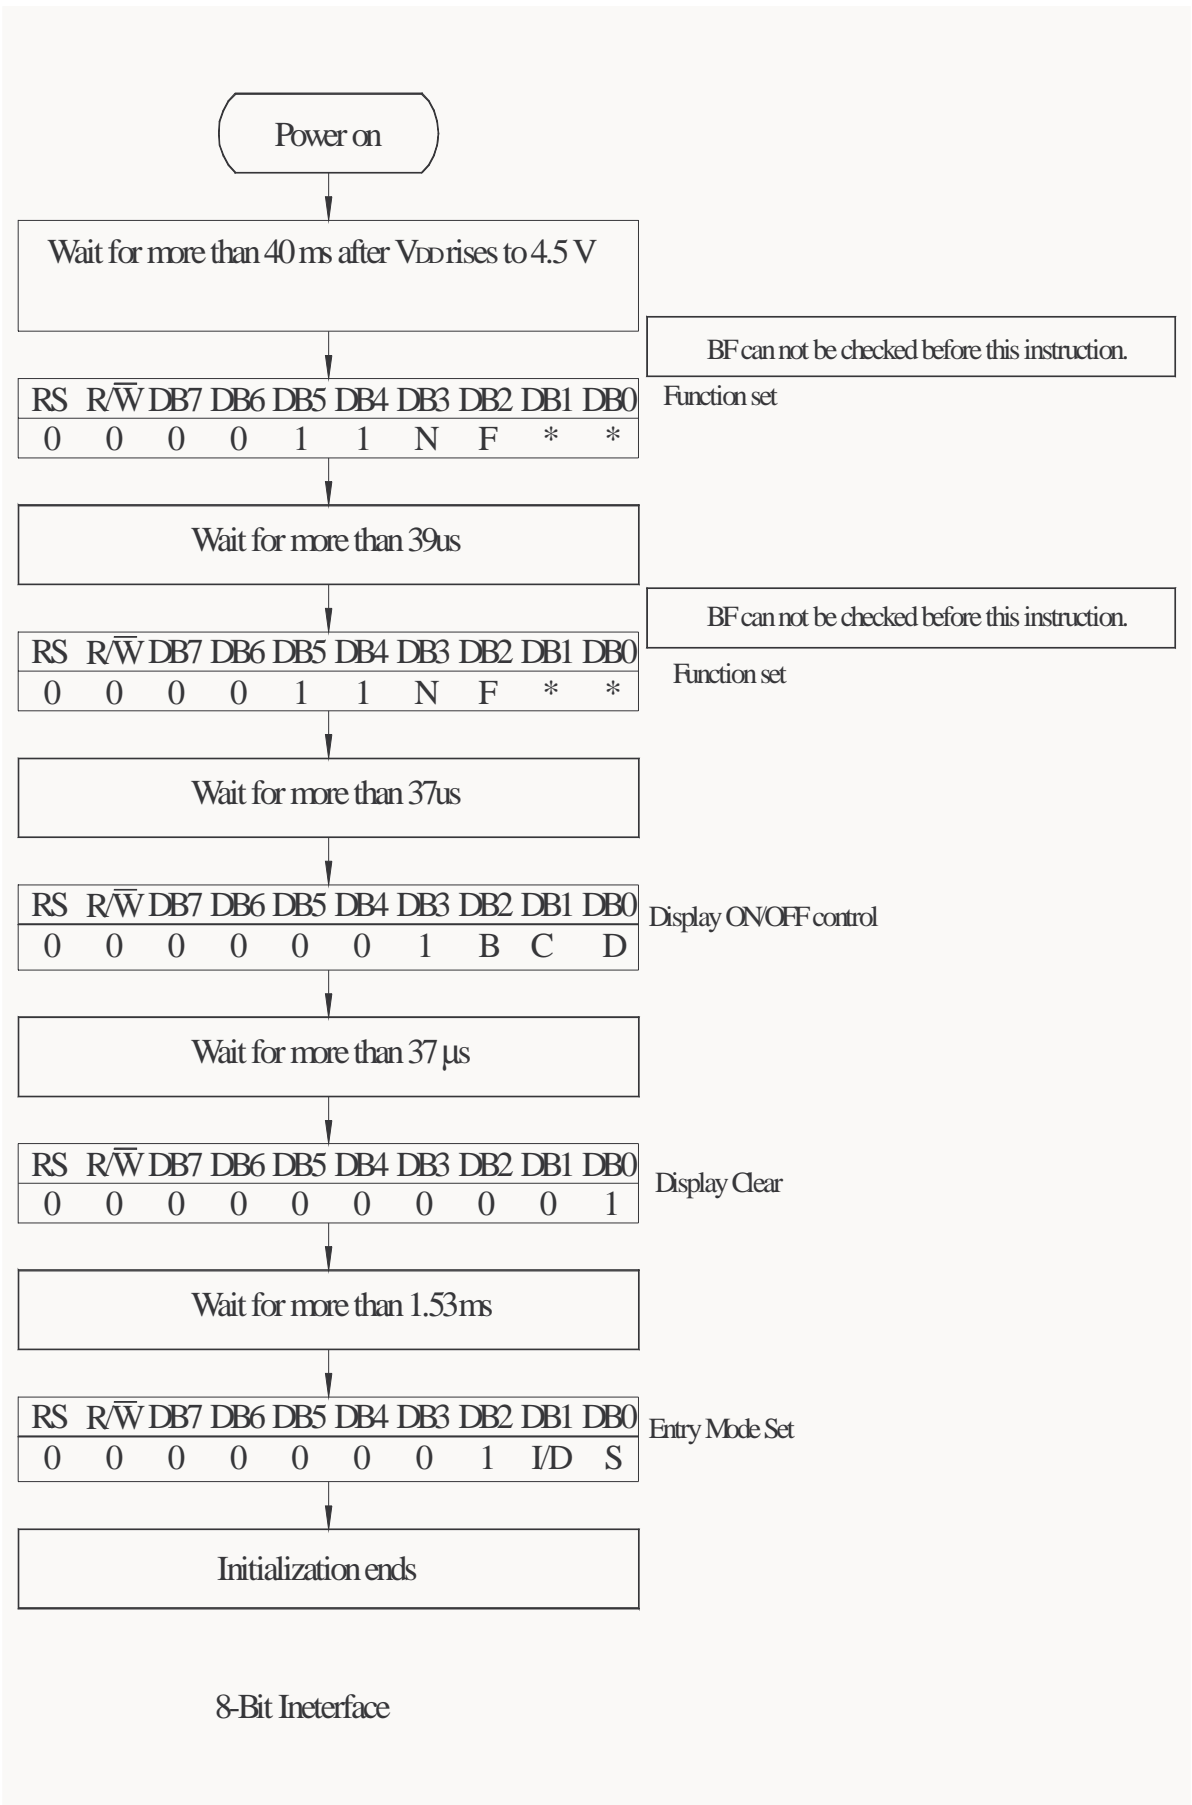 Power on
Wait for more than 40 ms after VDD rises to 4.5 V
BF can not be checked before this instruction.
RS R/W̅ DB7 DB6 DB5 DB4 DB3 DB2 DB1 DB0
Function set
0 0 0 0 1 1 N F * *
Wait for more than 39us
BF can not be checked before this instruction.
RS R/W̅ DB7 DB6 DB5 DB4 DB3 DB2 DB1 DB0
Function set
0 0 0 0 1 1 N F * *
Wait for more than 37us
RS R/W̅ DB7 DB6 DB5 DB4 DB3 DB2 DB1 DB0
Display ON/OFF control
0 0 0 0 0 0 1 B C D
Wait for more than 37 μs
RS R/W̅ DB7 DB6 DB5 DB4 DB3 DB2 DB1 DB0
Display Clear
0 0 0 0 0 0 0 0 0 1
Wait for more than 1.53ms
RS R/W̅ DB7 DB6 DB5 DB4 DB3 DB2 DB1 DB0
Entry Mode Set
0 0 0 0 0 0 0 1 I/D S
Initialization ends
8-Bit Ineterface